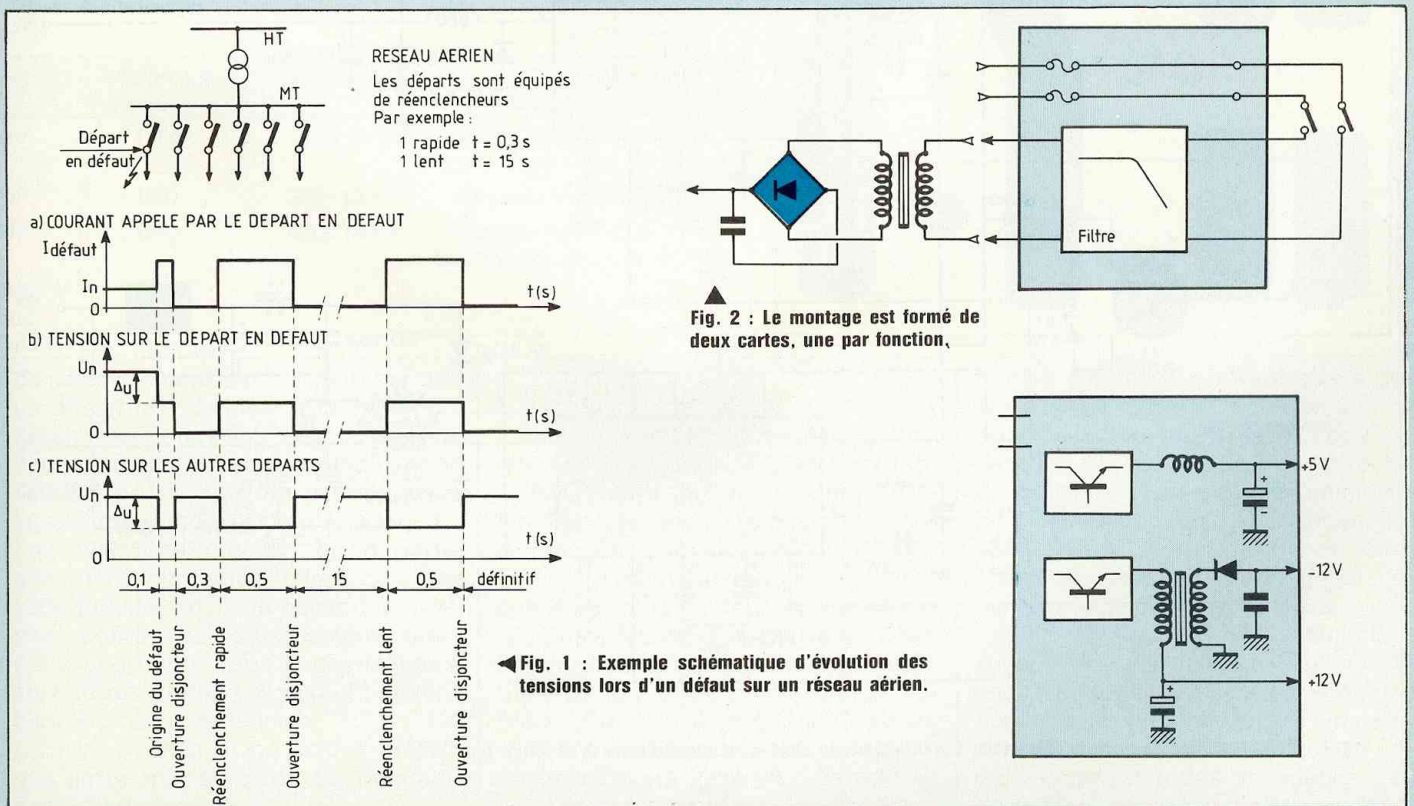 HT
RESEAU AERIEN
Les départs sont équipés
de réenclencheurs
Par exemple :
1 rapide t = 0,3 s
1 lent t = 15 s
MT
Départ
en défaut
a) COURANT APPELE PAR LE DEPART EN DEFAUT
I défaut
In
0
t(s)
b) TENSION SUR LE DEPART EN DEFAUT
Un
Δu
0
t(s)
c) TENSION SUR LES AUTRES DEPARTS
Un
Δu
0
t(s)
0,1 0,3 0,5 15 0,5 définitif
Origine du défaut
Ouverture disjoncteur
Réenclenchement rapide
Ouverture disjoncteur
Réenclenchement lent
Ouverture disjoncteur
◄Fig. 1 : Exemple schématique d'évolution des
tensions lors d'un défaut sur un réseau aérien.
Filtre
▲
Fig. 2 : Le montage est formé de
deux cartes, une par fonction,
+5V
+
-
-12V
+12V
+
-